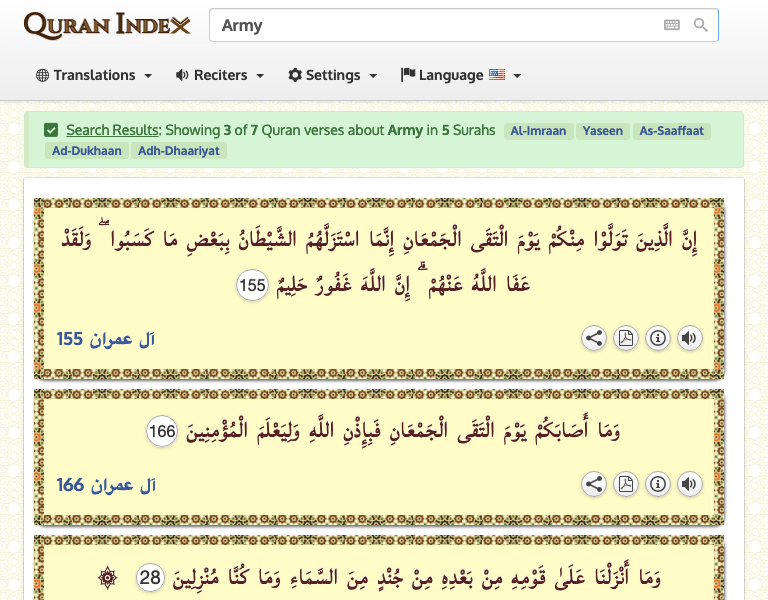 QURAN INDEX
Army
Translations Reciters Settings Language
Search Results: Showing 3 of 7 Quran verses about Army in 5 Surahs Al-Imraan Yaseen As-Saaffaat
Ad-Dukhaan Adh-Dhaariyat
إِنَّ الَّذِينَ تَوَلَّوْا مِنْكُمْ يَوْمَ الْتَقَى الْجَمْعَانِ إِنَّمَا اسْتَزَلَّهُمُ الشَّيْطَانُ بِبَعْضِ مَا كَسَبُوا ۖ وَلَقَدْ
عَفَا اللَّهُ عَنْهُمْ ۗ إِنَّ اللَّهَ غَفُورٌ حَلِيمٌ 155
آل عمران 155
وَمَا أَصَابَكُمْ يَوْمَ الْتَقَى الْجَمْعَانِ فَبِإِذْنِ اللَّهِ وَلِيَعْلَمَ الْمُؤْمِنِينَ 166
آل عمران 166
وَمَا أَنْزَلْنَا عَلَىٰ قَوْمِهِ مِنْ بَعْدِهِ مِنْ جُنْدٍ مِنَ السَّمَاءِ وَمَا كُنَّا مُنْزِلِينَ 28 ۞